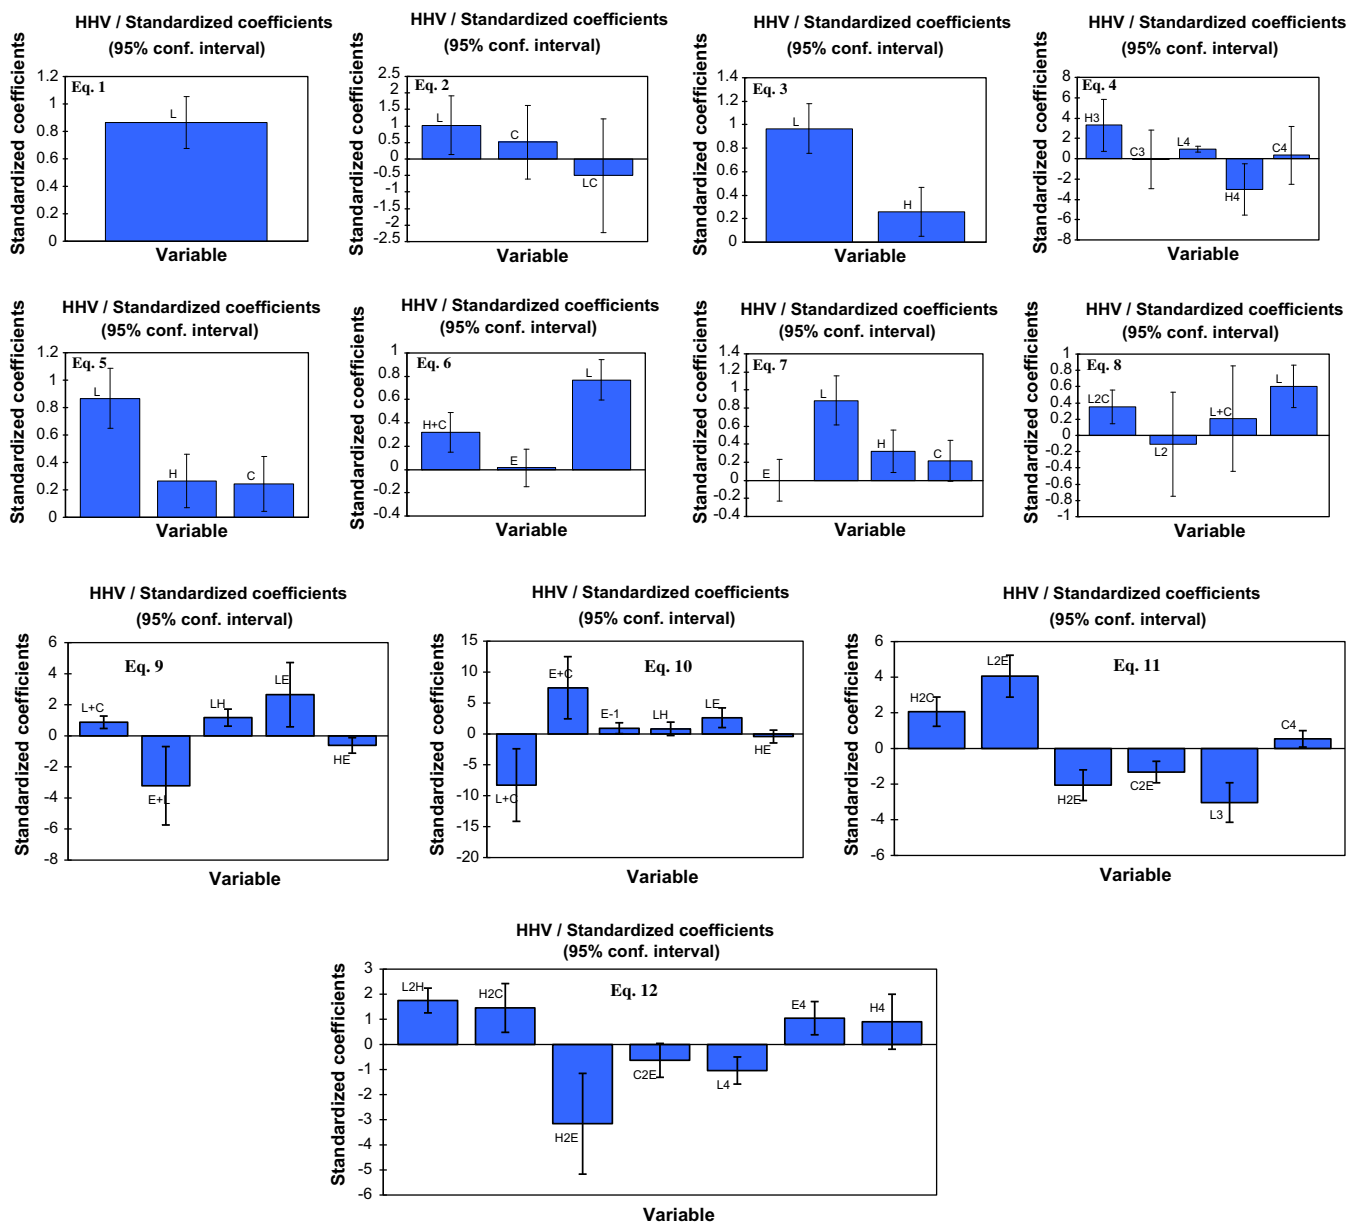 HHV / Standardized coefficients
(95% conf. interval)
Standardized coefficients
1.2
1
0.8
0.6
0.4
0.2
0
Eq. 1
L
Variable
HHV / Standardized coefficients
(95% conf. interval)
Standardized coefficients
2.5
2
1.5
1
0.5
0
-0.5
-1
-1.5
-2
-2.5
Eq. 2
L
C
LC
Variable
HHV / Standardized coefficients
(95% conf. interval)
Standardized coefficients
1.4
1.2
1
0.8
0.6
0.4
0.2
0
Eq. 3
L
H
Variable
HHV / Standardized coefficients
(95% conf. interval)
Standardized coefficients
8
6
4
2
0
-2
-4
-6
-8
Eq. 4
H3
C3
L4
H4
C4
Variable
HHV / Standardized coefficients
(95% conf. interval)
Standardized coefficients
1.2
1
0.8
0.6
0.4
0.2
0
Eq. 5
L
H
C
Variable
HHV / Standardized coefficients
(95% conf. interval)
Standardized coefficients
1
0.8
0.6
0.4
0.2
0
-0.2
-0.4
Eq. 6
H+C
E
L
Variable
HHV / Standardized coefficients
(95% conf. interval)
Standardized coefficients
1.4
1.2
1
0.8
0.6
0.4
0.2
0
-0.2
-0.4
Eq. 7
E
L
H
C
Variable
HHV / Standardized coefficients
(95% conf. interval)
Standardized coefficients
1
0.8
0.6
0.4
0.2
0
-0.2
-0.4
-0.6
-0.8
-1
Eq. 8
L2C
L2
L+C
L
Variable
HHV / Standardized coefficients
(95% conf. interval)
Standardized coefficients
6
4
2
0
-2
-4
-6
-8
Eq. 9
L+C
E+L
LH
LE
HE
Variable
HHV / Standardized coefficients
(95% conf. interval)
Standardized coefficients
15
10
5
0
-5
-10
-15
-20
Eq. 10
L+C
E+C
E-1
LH
LE
HE
Variable
HHV / Standardized coefficients
(95% conf. interval)
Standardized coefficients
6
4
2
0
-2
-4
-6
Eq. 11
H2C
L2E
H2E
C2E
L3
C4
Variable
HHV / Standardized coefficients
(95% conf. interval)
Standardized coefficients
3
2
1
0
-1
-2
-3
-4
-5
-6
Eq. 12
L2H
H2C
H2E
C2E
L4
E4
H4
Variable